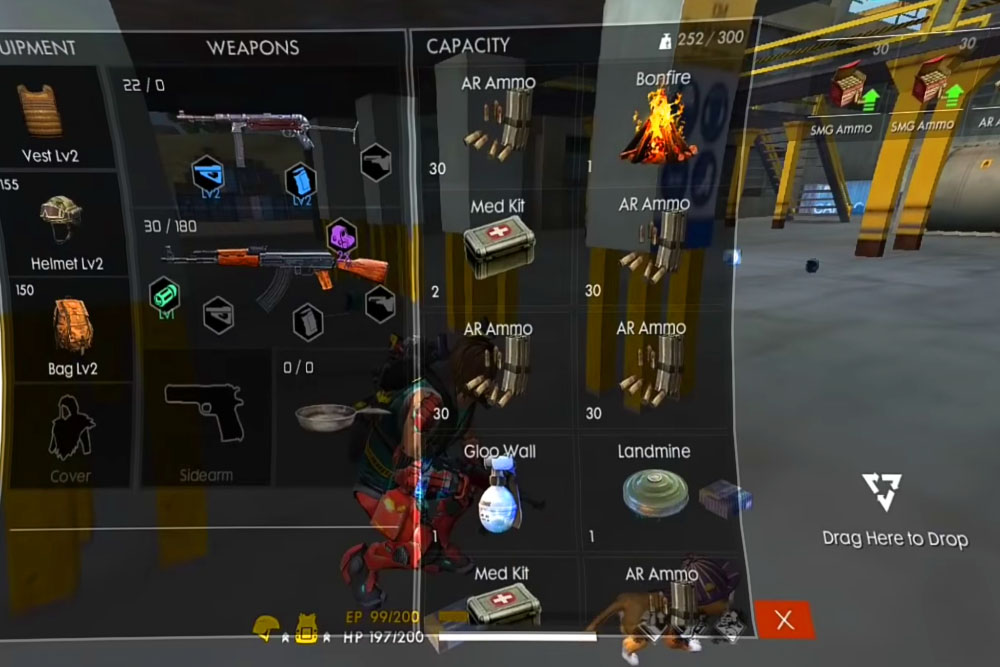 UIPMENT
WEAPONS
CAPACITY
252 / 300
22 / 0
Vest Lv2
LV2
LV2
155
Helmet Lv2
30 / 180
2X
LV1
150
Bag Lv2
0 / 0
Cover
Sidearm
AR Ammo
30
Bonfire
1
Med Kit
2
AR Ammo
30
AR Ammo
30
AR Ammo
30
Gloo Wall
1
Landmine
1
Med Kit
AR Ammo
EP 99/200
HP 197/200
30
SMG Ammo
30
SMG Ammo
AR A
Drag Here to Drop
X